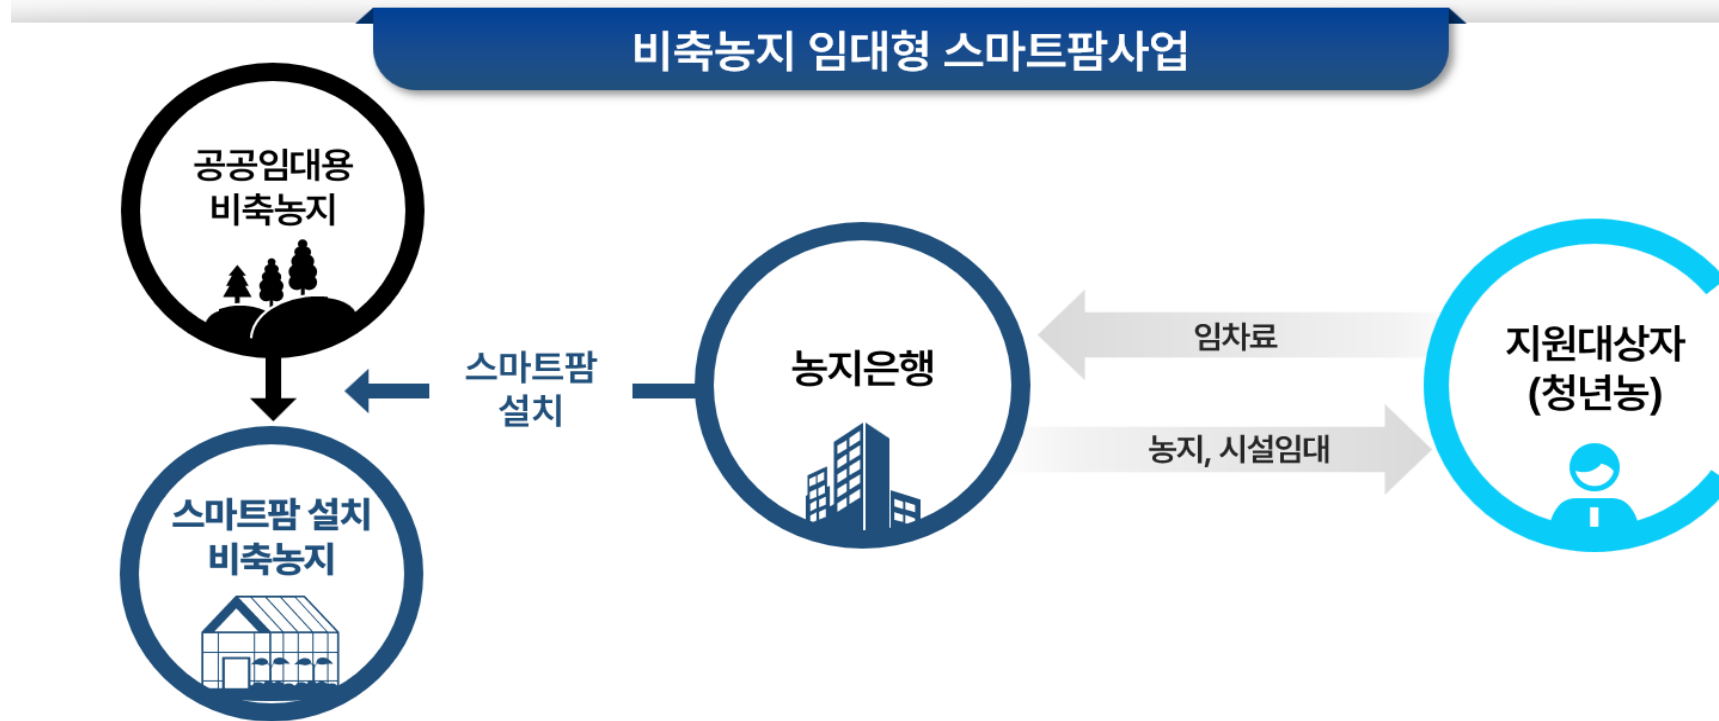 비축농지 임대형 스마트팜사업
공공임대용
비축농지
스마트팜
설치
스마트팜 설치
비축농지
농지은행
임차료
농지, 시설임대
지원대상자
(청년농)